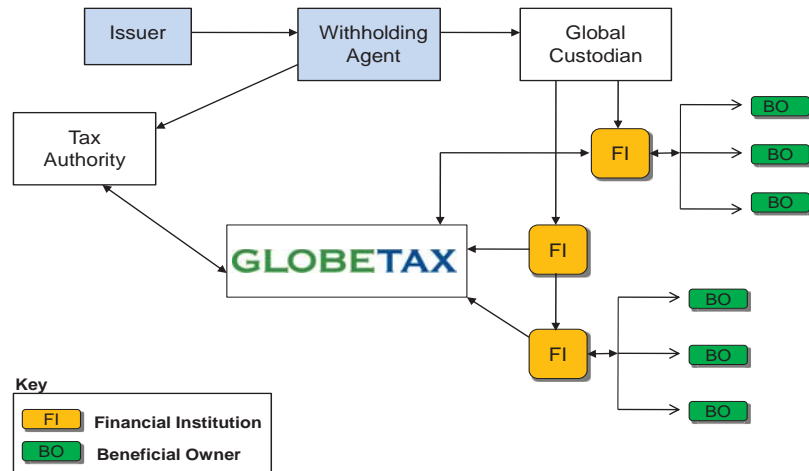 Issuer
Withholding
Agent
Global
Custodian
Tax
Authority
FI
BO
BO
BO
GLOBETAX
FI
FI
BO
BO
BO
Key
FI Financial Institution
BO Beneficial Owner